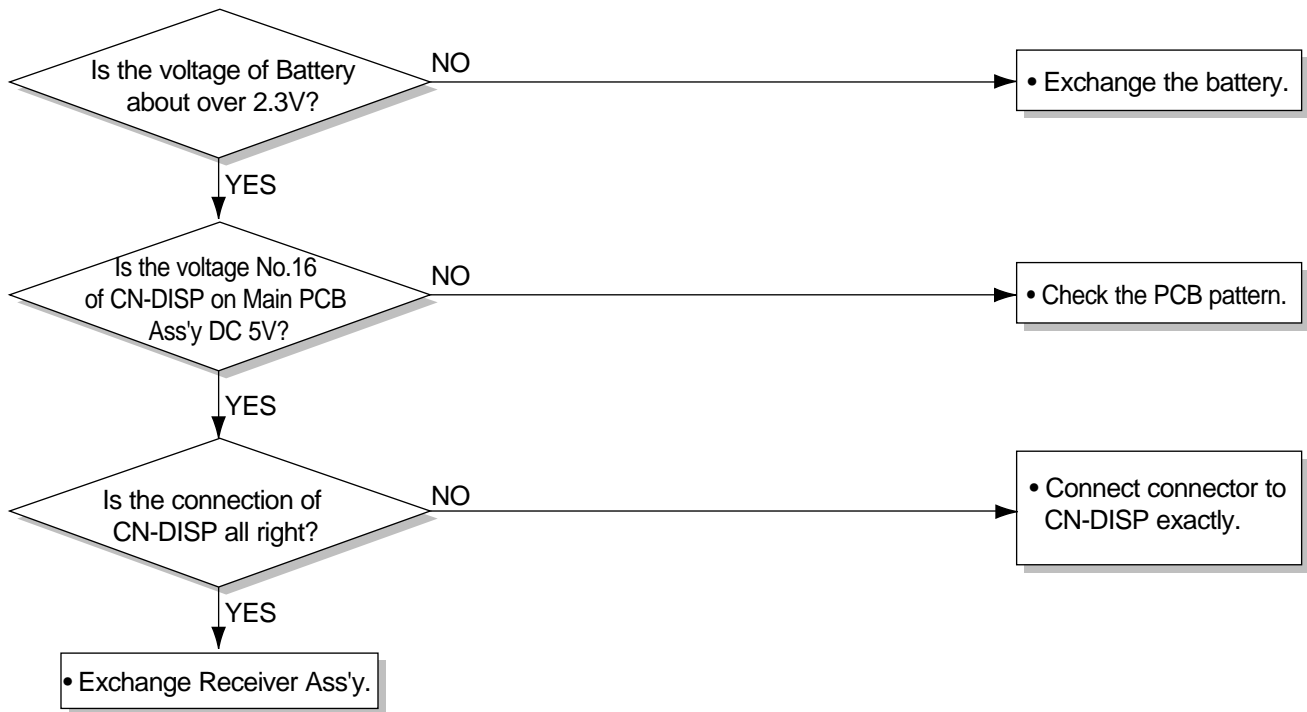 Is the voltage of Battery
about over 2.3V?
NO
• Exchange the battery.
YES
Is the voltage No.16
of CN-DISP on Main PCB
Ass'y DC 5V?
NO
• Check the PCB pattern.
YES
Is the connection of
CN-DISP all right?
NO
• Connect connector to
CN-DISP exactly.
YES
• Exchange Receiver Ass'y.